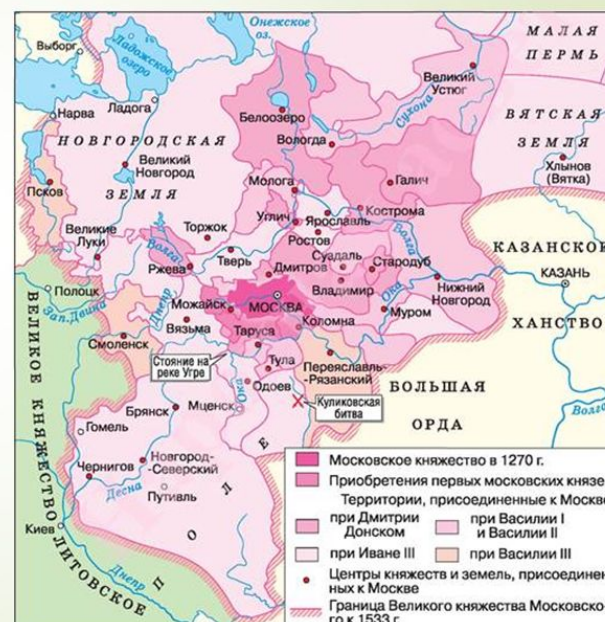 Онежское
оз.
Выборг
Ладожское
озеро
МАЛАЯ
ПЕРМЬ
Великий
Устюг
Нарва
Ладога
Белоозеро
Сухона
ВЯТСКАЯ
ЗЕМЛЯ
Вологда
НОВГОРОДСКАЯ
ЗЕМЛЯ
Великий
Новгород
Хлынов
(Вятка)
Псков
Молога
Галич
Углич
Ярославль
Кострома
Великие
Луки
Торжок
Ростов
Волга
Волга
КАЗАНСКОЕ
Ржева
Тверь
Суздаль
Стародуб
Дмитров
КАЗАНЬ
Полоцк
Зап. Двина
Днепр
Можайск
МОСКВА
Владимир
Ока
Нижний
Новгород
ХАНСТВО
Вязьма
Коломна
Муром
Смоленск
Таруса
Стояние на
реке Угре
Тула
Переяславль-
-Рязанский
БОЛЬШАЯ
ОРДА
Волга
Ока
Одоев
Мценск
Куликовская
битва
Брянск
Гомель
Новгород-
-Северский
Чернигов
Десна
Путивль
Киев
Днепр
ПОЛЕ
ВЕЛИКОЕ КНЯЖЕСТВО ЛИТОВСКОЕ
Московское княжество в 1270 г.
Приобретения первых московских князе
Территории, присоединенные к Москв
при Дмитрии
Донском
при Василии I
и Василии II
при Иване III
при Василии III
Центры княжеств и земель, присоединен
ных к Москве
Граница Великого княжества Московско
го к 1533 г.